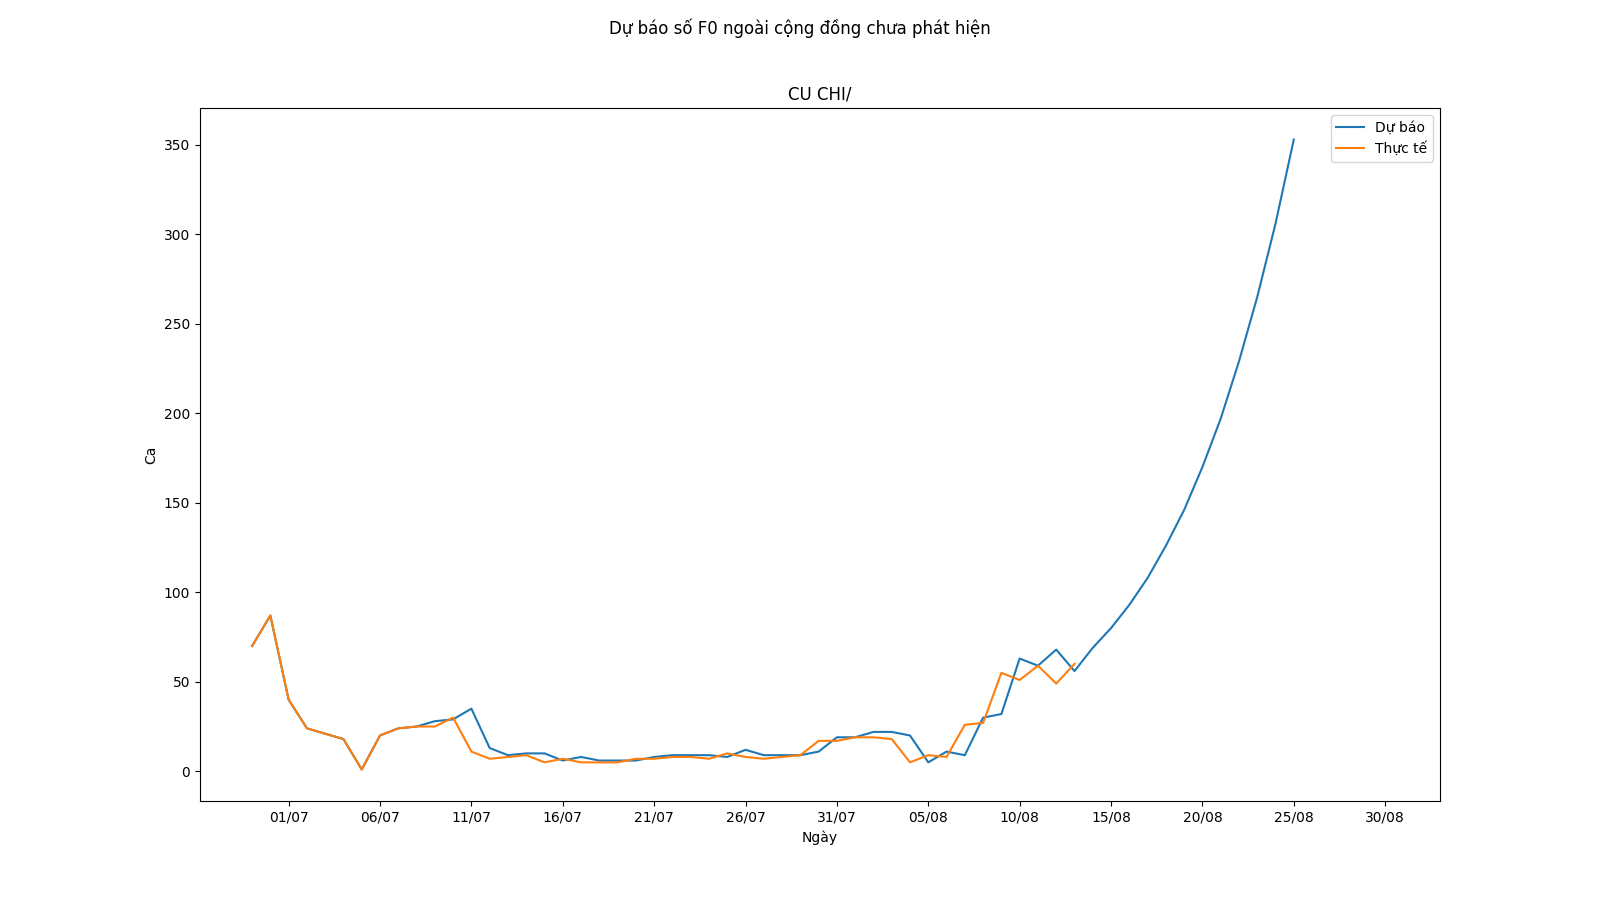 Dự báo số F0 ngoài cộng đồng chưa phát hiện
CU CHI/
Dự báo
Thực tế
350
300
250
200
150
100
50
0
Ca
01/07 06/07 11/07 16/07 21/07 26/07 31/07 05/08 10/08 15/08 20/08 25/08 30/08
Ngày